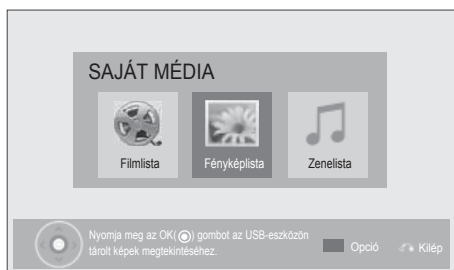 SAJÁT MÉDIA
Filmlista
Fényképlista
Zenelista
Nyomja meg az OK(◉) gombot az USB-eszközön
tárolt képek megtekintéséhez.
Opció
Kilép